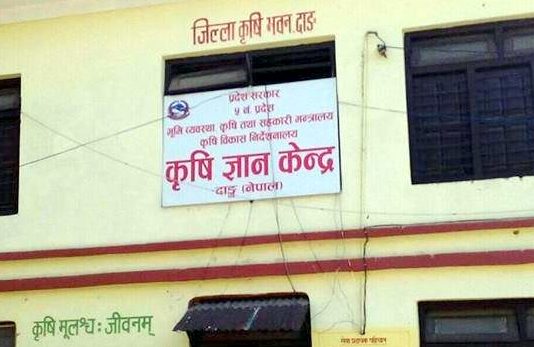 जिल्ला कृषि भवन, दाङ
प्रदेश सरकार
५ नं. प्रदेश
भूमि व्यवस्था, कृषि तथा सहकारी मन्त्रालय
कृषि विकास निर्देशनालय
कृषि ज्ञान केन्द्र
दाङ (नेपाल)
कृषि मूलश्च : जीवनम्